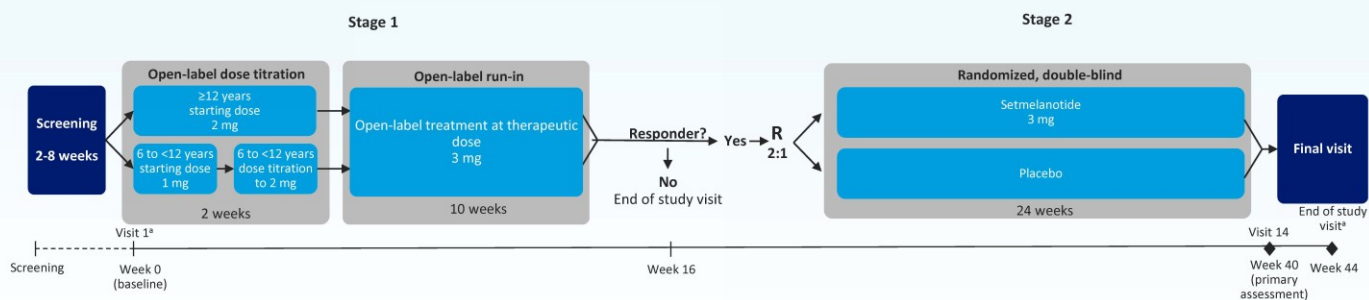 Stage 1
Stage 2
Screening
2-8 weeks
Open-label dose titration
≥12 years
starting dose
2 mg
6 to <12 years
starting dose
1 mg
6 to <12 years
dose titration
to 2 mg
2 weeks
Open-label run-in
Open-label treatment at therapeutic
dose
3 mg
10 weeks
Responder?
Yes
No
End of study visit
R
2:1
Randomized, double-blind
Setmelanotide
3 mg
Placebo
24 weeks
Final visit
Visit 1ᵃ
Visit 14
End of study
visitᵃ
Screening
Week 0
(baseline)
Week 16
Week 40
(primary
assessment)
Week 44